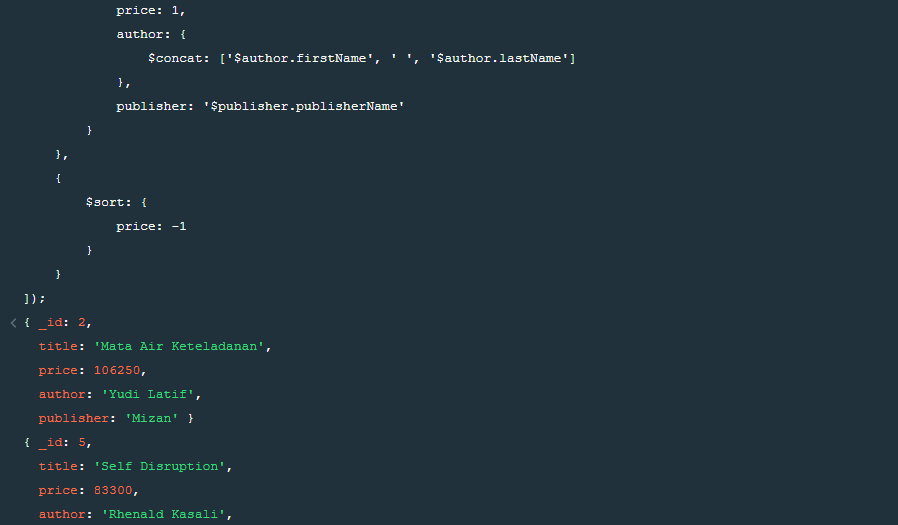 price: 1,
author: {
$concat: ['$author.firstName', ' ', '$author.lastName']
},
publisher: '$publisher.publisherName'
}
},
{
$sort: {
price: -1
}
}
]);
< { _id: 2,
title: 'Mata Air Keteladanan',
price: 106250,
author: 'Yudi Latif',
publisher: 'Mizan' }
{ _id: 5,
title: 'Self Disruption',
price: 83300,
author: 'Rhenald Kasali',